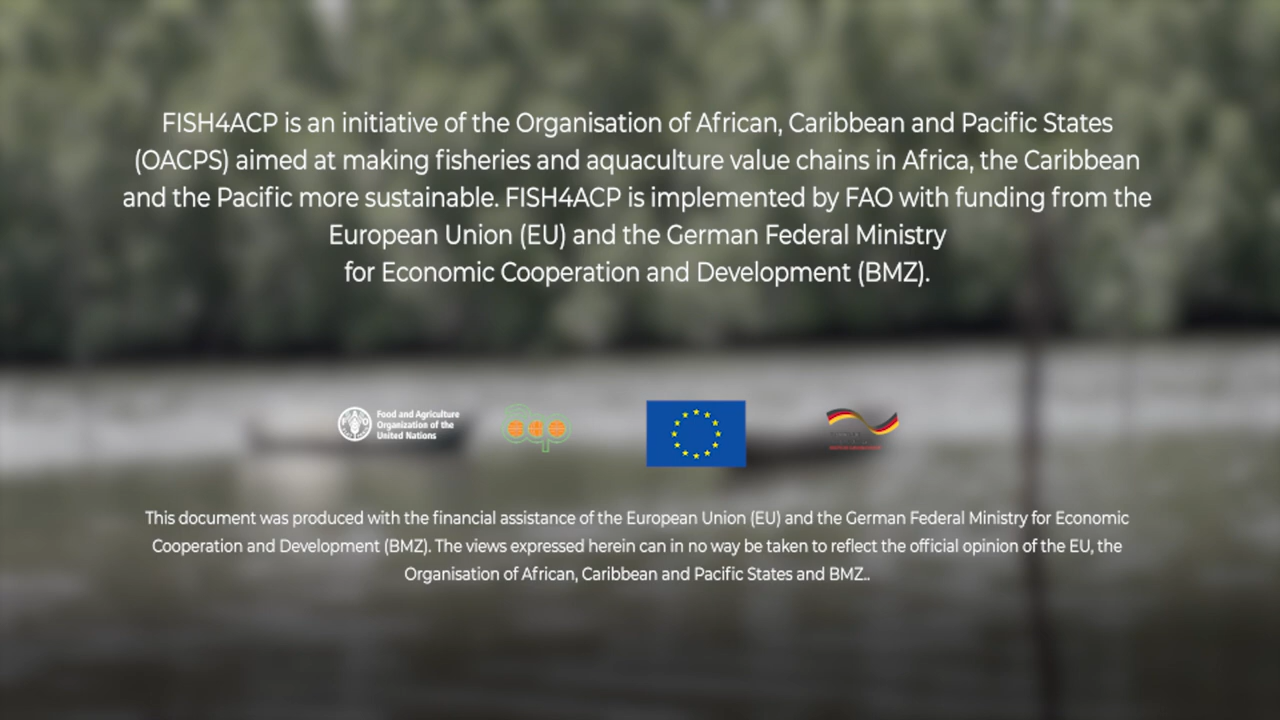 FISH4ACP is an initiative of the Organisation of African, Caribbean and Pacific States
(OACPS) aimed at making fisheries and aquaculture value chains in Africa, the Caribbean
and the Pacific more sustainable. FISH4ACP is implemented by FAO with funding from the
European Union (EU) and the German Federal Ministry
for Economic Cooperation and Development (BMZ).
Food and Agriculture
Organization of the
United Nations
acp
This document was produced with the financial assistance of the European Union (EU) and the German Federal Ministry for Economic
Cooperation and Development (BMZ). The views expressed herein can in no way be taken to reflect the official opinion of the EU, the
Organisation of African, Caribbean and Pacific States and BMZ..